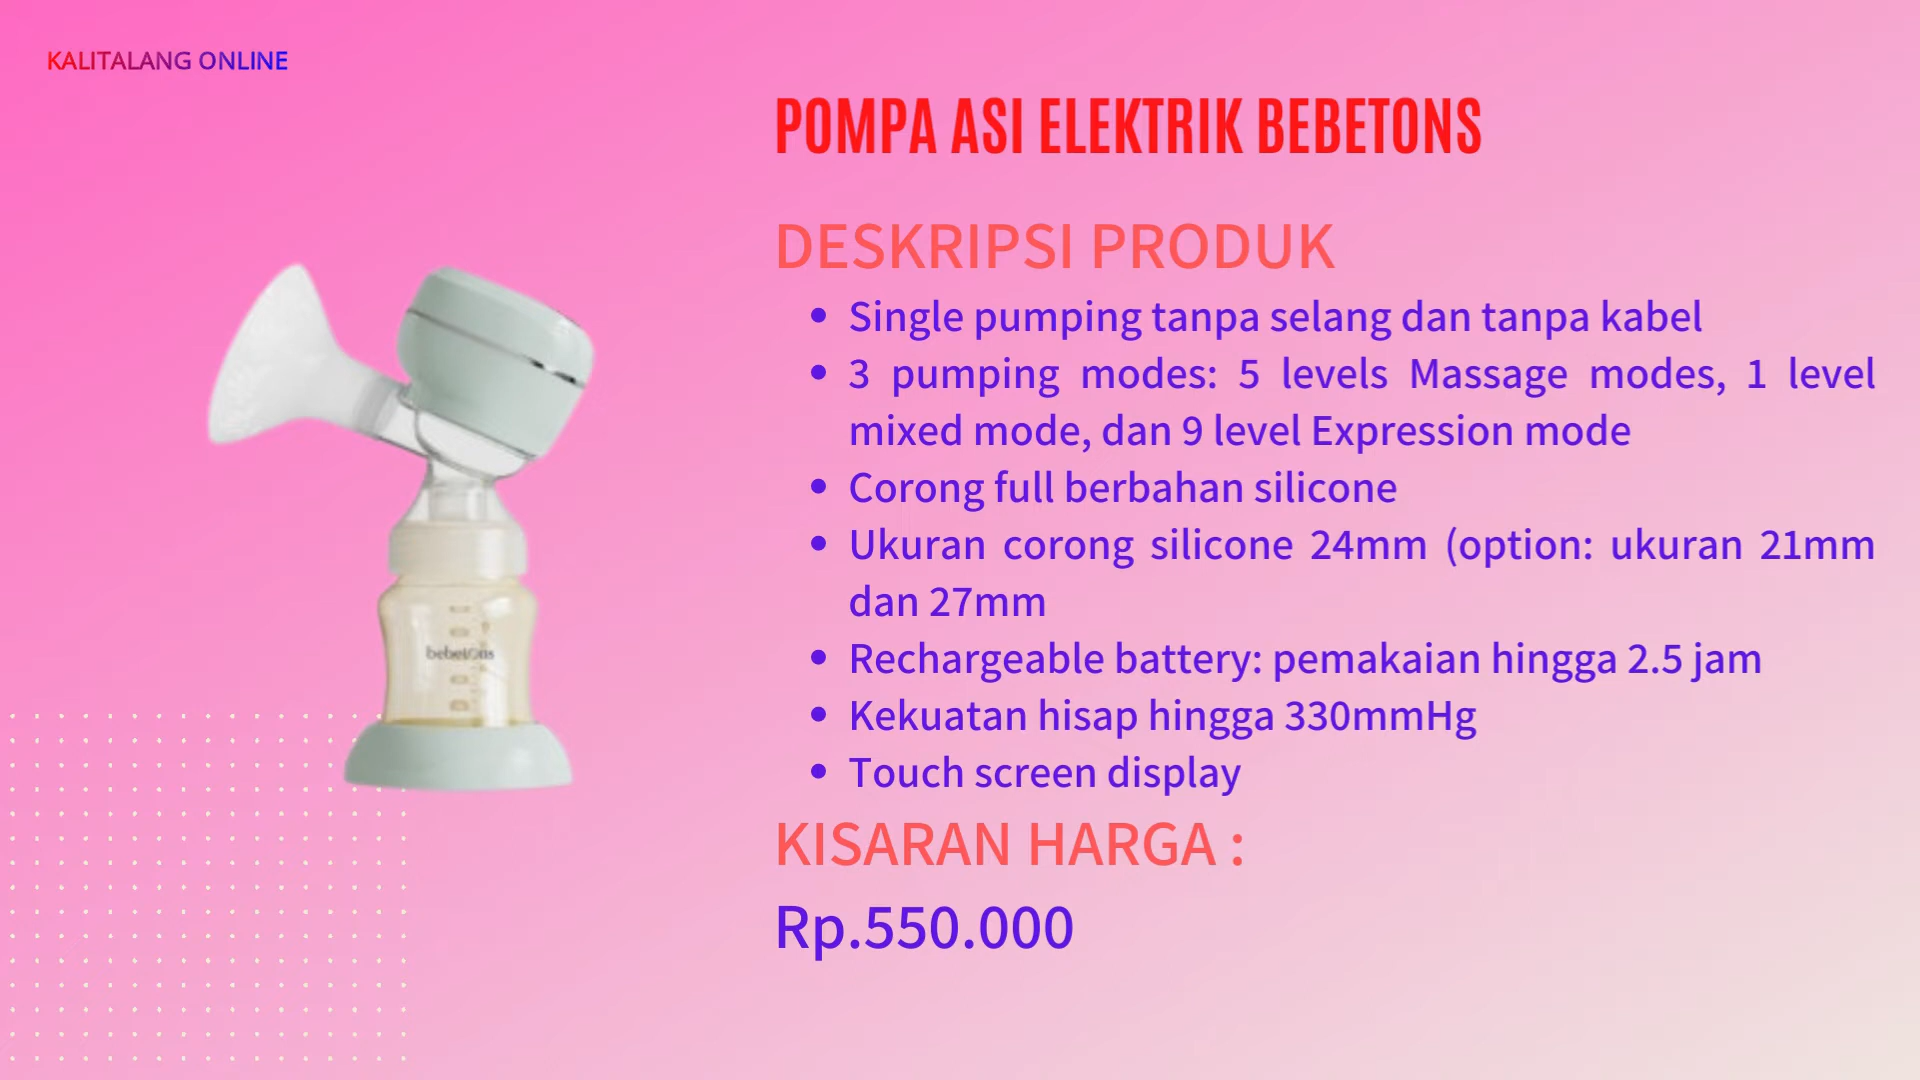 KALITALANG ONLINE
POMPA ASI ELEKTRIK BEBETONS
DESKRIPSI PRODUK
• Single pumping tanpa selang dan tanpa kabel
• 3 pumping modes: 5 levels Massage modes, 1 level
mixed mode, dan 9 level Expression mode
• Corong full berbahan silicone
• Ukuran corong silicone 24mm (option: ukuran 21mm
dan 27mm
• Rechargeable battery: pemakaian hingga 2.5 jam
• Kekuatan hisap hingga 330mmHg
• Touch screen display
KISARAN HARGA :
Rp.550.000
bebetons